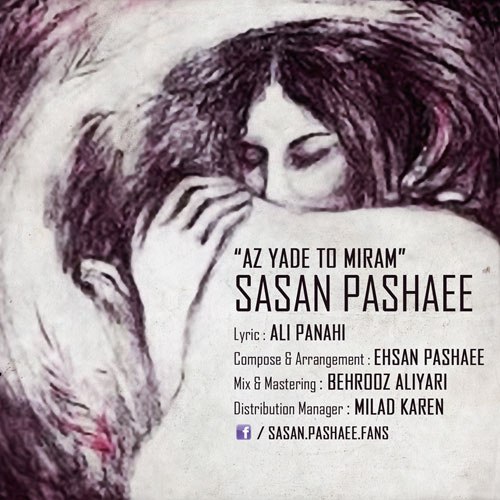 “AZ YADE TO MIRAM”
SASAN PASHAEE
Lyric : ALI PANAHI
Compose & Arrangement : EHSAN PASHAEE
Mix & Mastering : BEHROOZ ALIYARI
Distribution Manager : MILAD KAREN
f / SASAN.PASHAEE.FANS